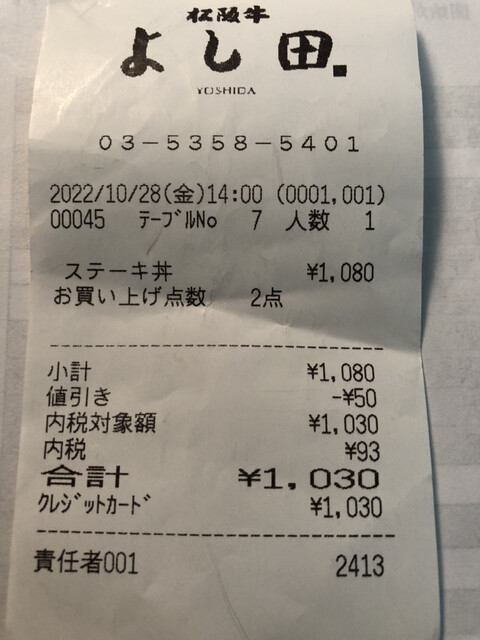 松阪牛
よし田.
YOSHIDA
03-5358-5401
2022/10/28(金)14:00 (0001,001)
00045 ﾃｰﾌﾞﾙNo 7 人数 1
ステーキ丼 ¥1,080
お買い上げ点数 2点
小計 ¥1,080
値引き -¥50
内税対象額 ¥1,030
内税 ¥93
合計 ¥1,030
ｸﾚｼﾞｯﾄｶｰﾄﾞ ¥1,030
責任者001 2413